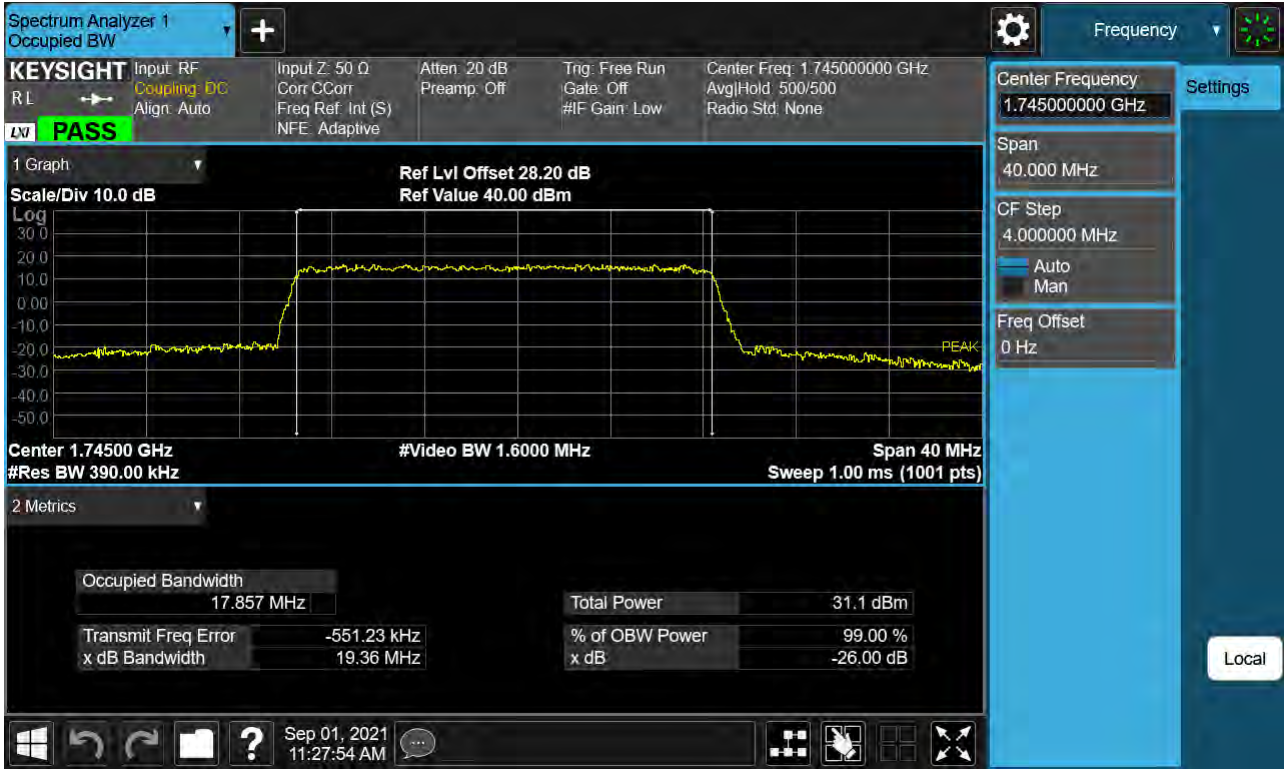 Spectrum Analyzer 1
Occupied BW
Frequency
KEYSIGHT
RL
LXI PASS
Input: RF
Coupling: DC
Align: Auto
Input Z: 50 Ω
Corr CCorr
Freq Ref: Int (S)
NFE: Adaptive
Atten: 20 dB
Preamp: Off
Trig: Free Run
Gate: Off
#IF Gain: Low
Center Freq: 1.745000000 GHz
Avg|Hold: 500/500
Radio Std: None
Center Frequency
1.745000000 GHz
Settings
Span
40.000 MHz
CF Step
4.000000 MHz
Auto
Man
Freq Offset
0 Hz
1 Graph
Scale/Div 10.0 dB
Ref Lvl Offset 28.20 dB
Ref Value 40.00 dBm
Log
30.0
20.0
10.0
0.00
-10.0
-20.0
-30.0
-40.0
-50.0
PEAK
Center 1.74500 GHz
#Video BW 1.6000 MHz
Span 40 MHz
#Res BW 390.00 kHz
Sweep 1.00 ms (1001 pts)
2 Metrics
Occupied Bandwidth
17.857 MHz
Total Power 31.1 dBm
Transmit Freq Error -551.23 kHz
% of OBW Power 99.00 %
x dB Bandwidth 19.36 MHz
x dB -26.00 dB
Local
Sep 01, 2021
11:27:54 AM